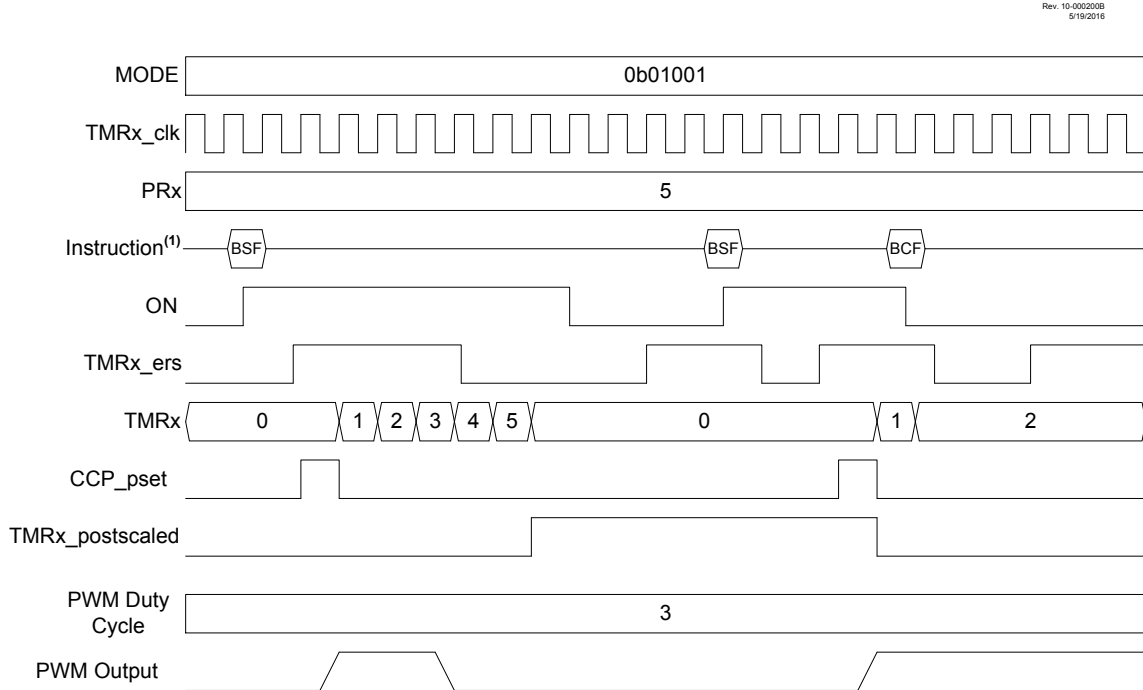 Rev. 10-000200B
5/19/2016
MODE 0b01001
TMRx_clk
PRx 5
Instruction(1) BSF BSF BCF
ON
TMRx_ers
TMRx 0 1 2 3 4 5 0 1 2
CCP_pset
TMRx_postscaled
PWM Duty
Cycle 3
PWM Output